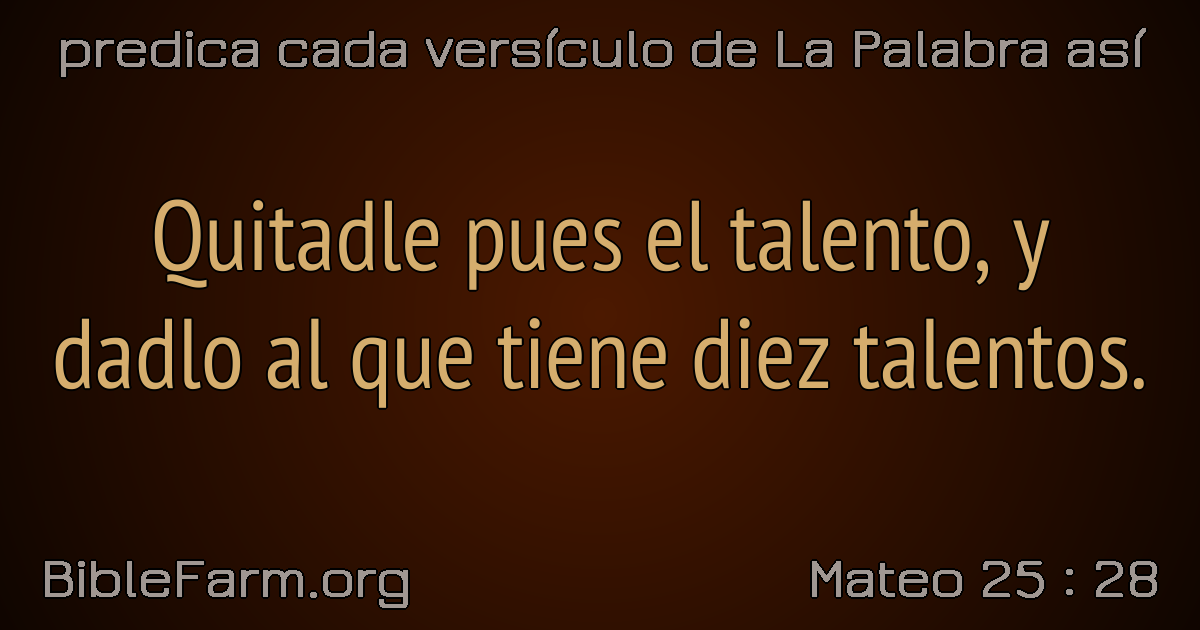 predica cada versículo de La Palabra así
Quitadle pues el talento, y
dadlo al que tiene diez talentos.
BibleFarm.org
Mateo 25 : 28